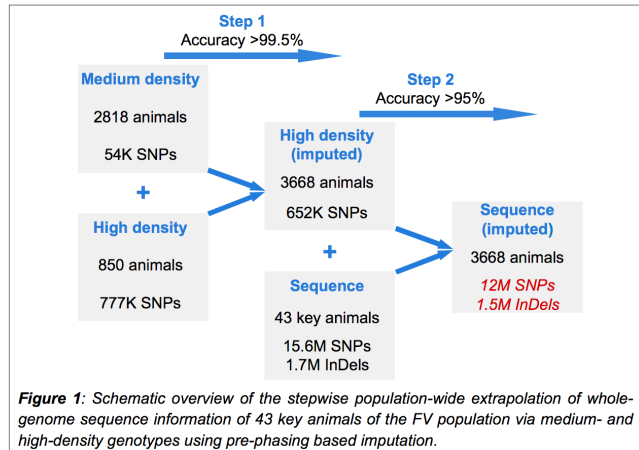 Step 1
Accuracy >99.5%
Medium density
2818 animals
54K SNPs
+
High density
850 animals
777K SNPs
Step 2
Accuracy >95%
High density
(imputed)
3668 animals
652K SNPs
+
Sequence
43 key animals
15.6M SNPs
1.7M InDels
Sequence
(imputed)
3668 animals
12M SNPs
1.5M InDels
Figure 1: Schematic overview of the stepwise population-wide extrapolation of whole-
genome sequence information of 43 key animals of the FV population via medium- and
high-density genotypes using pre-phasing based imputation.